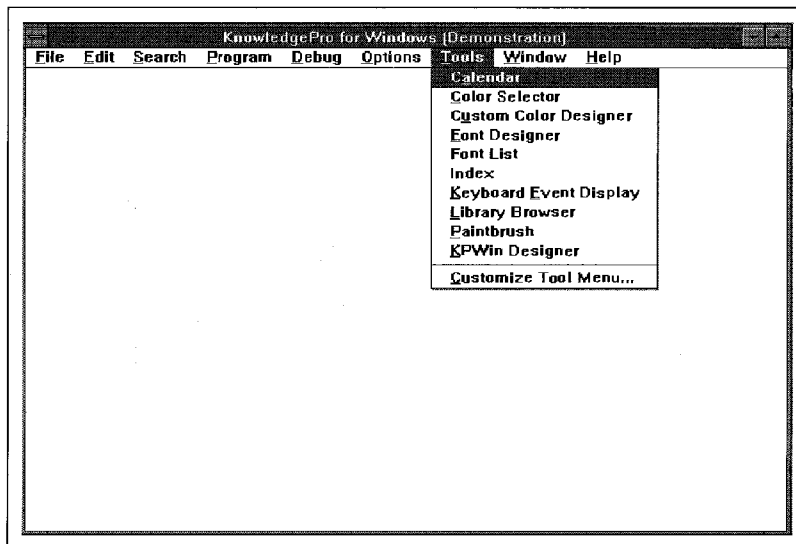 KnowledgePro for Windows (Demonstration)
File Edit Search Program Debug Options Tools Window Help
Calendar
Color Selector
Custom Color Designer
Font Designer
Font List
Index
Keyboard Event Display
Library Browser
Paintbrush
KPWin Designer
Customize Tool Menu...